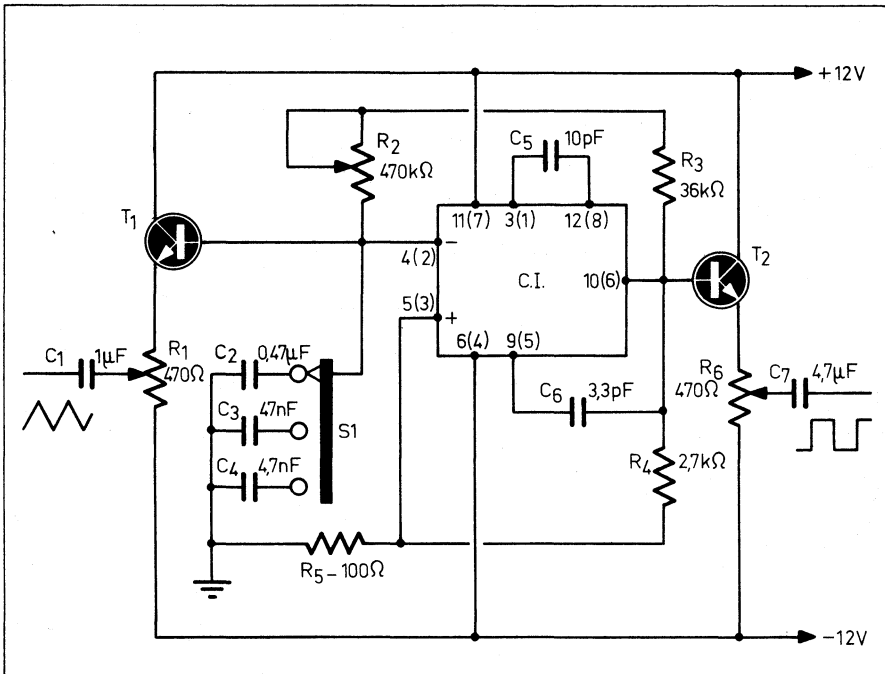 +12V
C5
10pF
R2
470kΩ
R3
36kΩ
T1
11(7)
3(1)
12(8)
−
4(2)
C.I.
10(6)
T2
5(3)
+
6(4)
9(5)
C1
1µF
R1
470Ω
C2
0,47µF
C3
47nF
S1
C4
4,7nF
C6
3,3pF
R6
470Ω
C7
4,7µF
R4
2,7kΩ
R5 – 100Ω
−12V